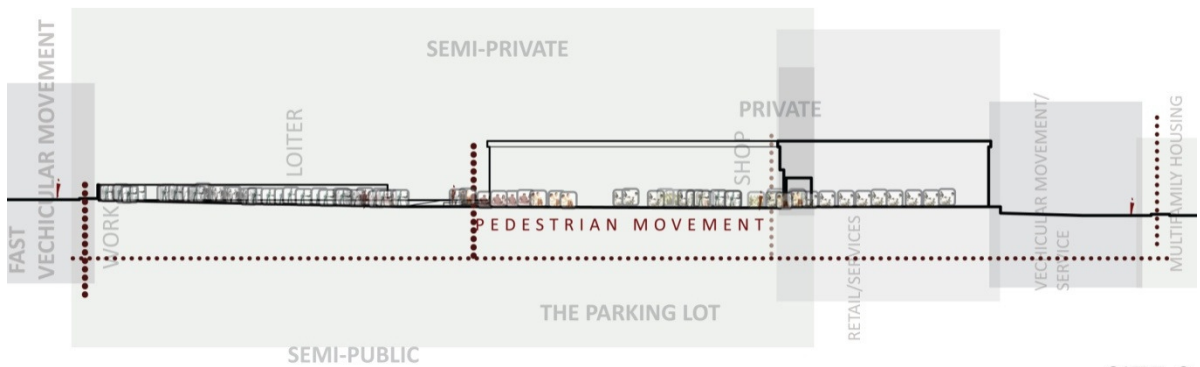 FAST
VECHICULAR MOVEMENT
WORK
LOITER
SEMI-PRIVATE
PRIVATE
SHOP
PEDESTRIAN MOVEMENT
THE PARKING LOT
SEMI-PUBLIC
RETAIL/SERVICES
VECHICULAR MOVEMENT/
SERVICE
MULTIFAMILY HOUSING